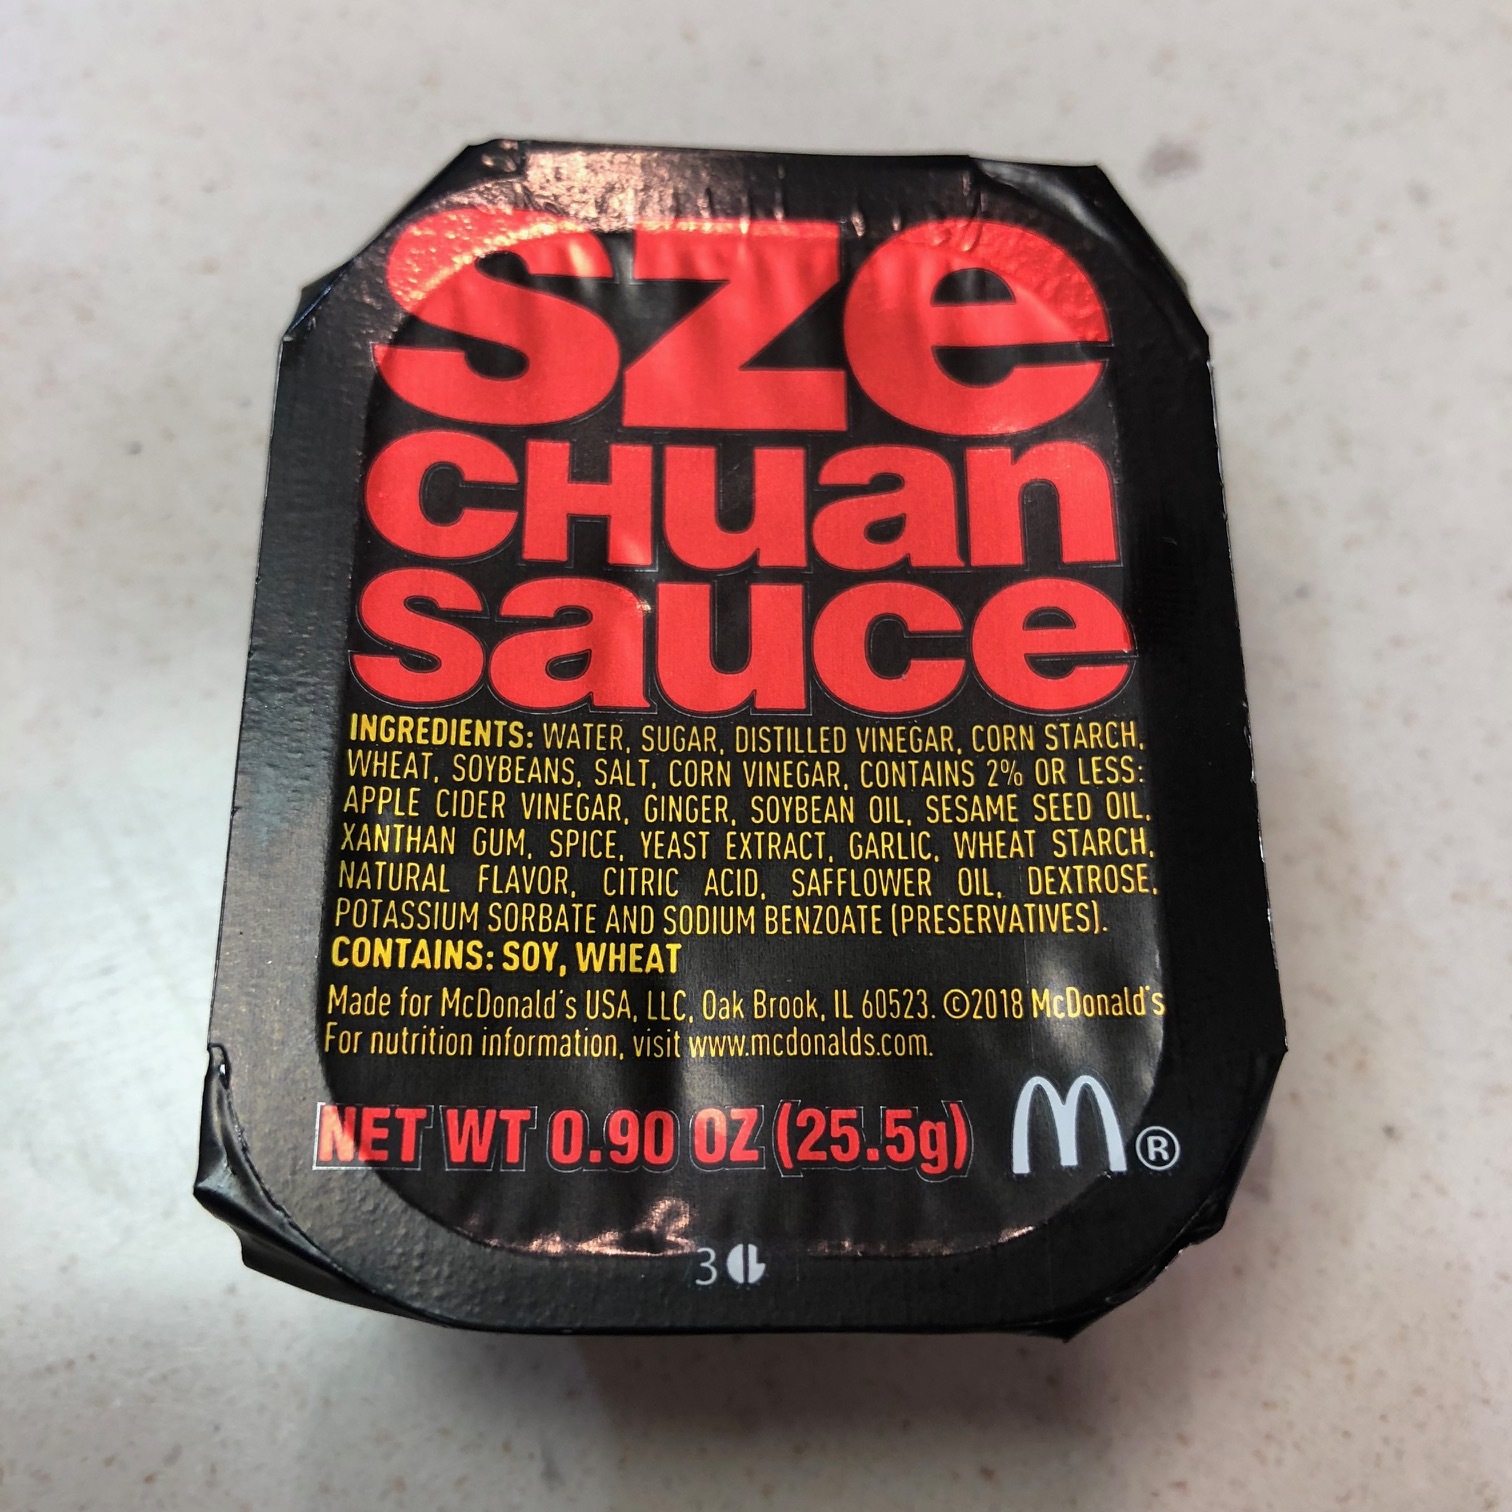 sze
cHuan
sauce
INGREDIENTS: WATER, SUGAR, DISTILLED VINEGAR, CORN STARCH,
WHEAT, SOYBEANS, SALT, CORN VINEGAR, CONTAINS 2% OR LESS:
APPLE CIDER VINEGAR, GINGER, SOYBEAN OIL, SESAME SEED OIL,
XANTHAN GUM, SPICE, YEAST EXTRACT, GARLIC, WHEAT STARCH,
NATURAL FLAVOR, CITRIC ACID, SAFFLOWER OIL, DEXTROSE,
POTASSIUM SORBATE AND SODIUM BENZOATE (PRESERVATIVES).
CONTAINS: SOY, WHEAT
Made for McDonald's USA, LLC, Oak Brook, IL 60523. ©2018 McDonald's
For nutrition information, visit www.mcdonalds.com.
NET WT 0.90 OZ (25.5g) M®
3